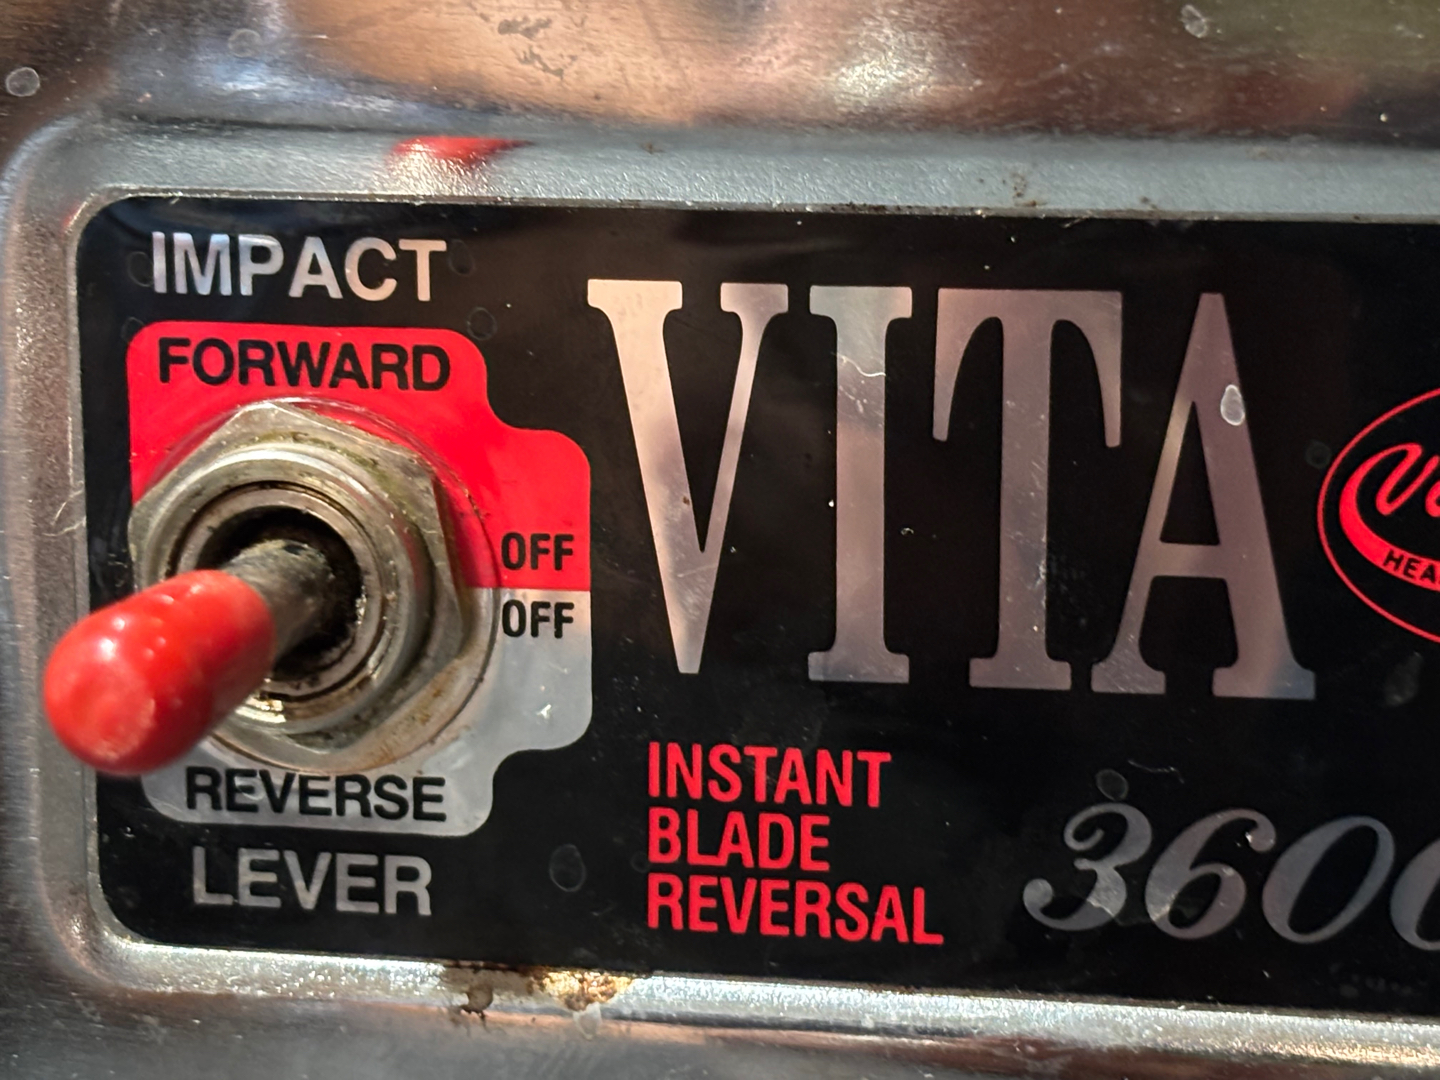 IMPACT
FORWARD
OFF
OFF
REVERSE
LEVER
VITA
INSTANT
BLADE
REVERSAL
3600